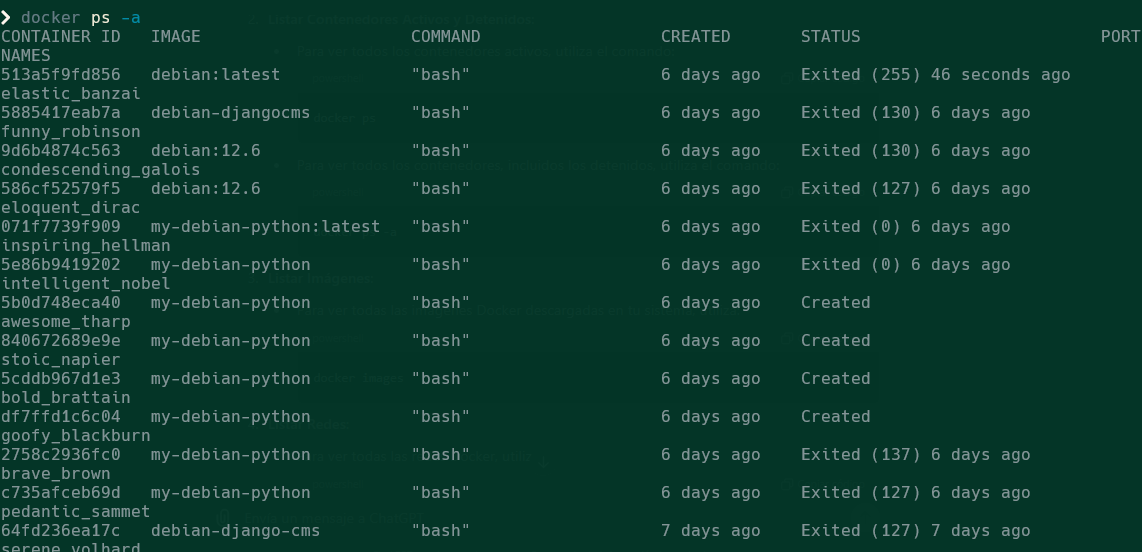 ❯ docker ps -a
CONTAINER ID   IMAGE                     COMMAND                  CREATED       STATUS                        PORT
NAMES
513a5f9fd856   debian:latest             "bash"                   6 days ago    Exited (255) 46 seconds ago
elastic_banzai
5885417eab7a   debian-djangocms          "bash"                   6 days ago    Exited (130) 6 days ago
funny_robinson
9d6b4874c563   debian:12.6               "bash"                   6 days ago    Exited (130) 6 days ago
condescending_galois
586cf52579f5   debian:12.6               "bash"                   6 days ago    Exited (127) 6 days ago
eloquent_dirac
071f7739f909   my-debian-python:latest   "bash"                   6 days ago    Exited (0) 6 days ago
inspiring_hellman
5e86b9419202   my-debian-python          "bash"                   6 days ago    Exited (0) 6 days ago
intelligent_nobel
5b0d748eca40   my-debian-python          "bash"                   6 days ago    Created
awesome_tharp
840672689e9e   my-debian-python          "bash"                   6 days ago    Created
stoic_napier
5cddb967d1e3   my-debian-python          "bash"                   6 days ago    Created
bold_brattain
df7ffd1c6c04   my-debian-python          "bash"                   6 days ago    Created
goofy_blackburn
2758c2936fc0   my-debian-python          "bash"                   6 days ago    Exited (137) 6 days ago
brave_brown
c735afceb69d   my-debian-python          "bash"                   6 days ago    Exited (127) 6 days ago
pedantic_sammet
64fd236ea17c   debian-django-cms         "bash"                   7 days ago    Exited (127) 7 days ago
serene_volhard